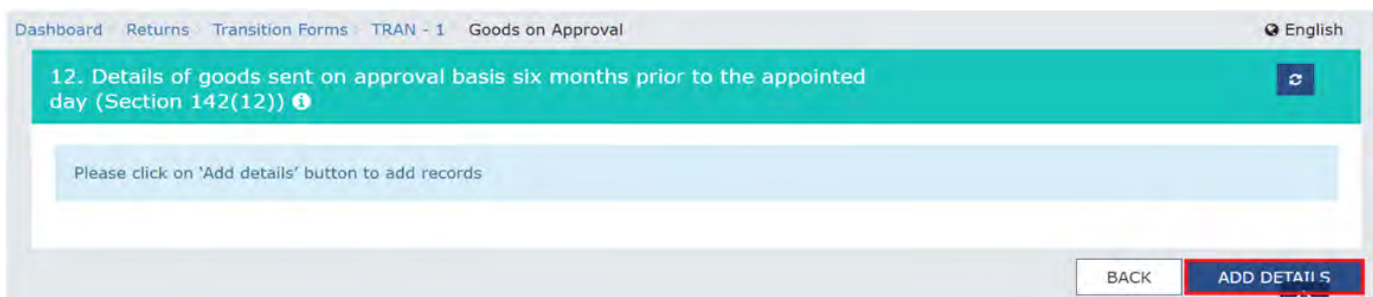 Dashboard Returns Transition Forms TRAN - 1 Goods on Approval English
12. Details of goods sent on approval basis six months prior to the appointed
day (Section 142(12))
Please click on 'Add details' button to add records
BACK ADD DETAILS